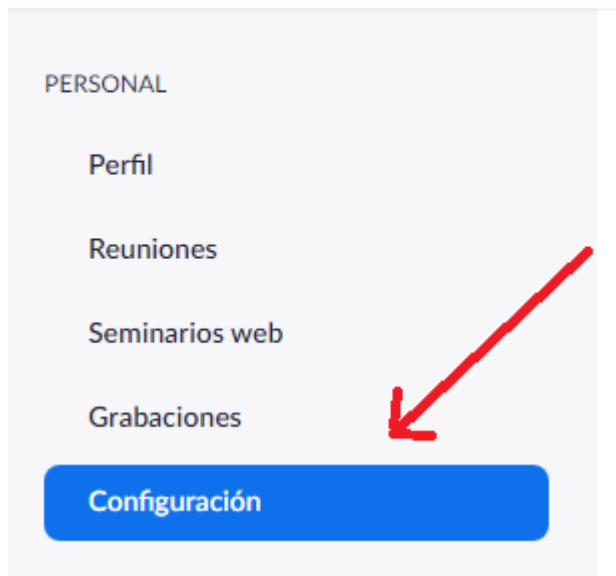 PERSONAL
Perfil
Reuniones
Seminarios web
Grabaciones
Configuración